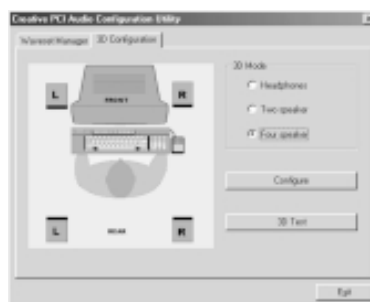 Creative PCI Audio Configuration Utility
Waveset Manager
3D Configuration
L
FRONT
R
L
REAR
R
3D Mode
Headphones
Two speaker
Four speaker
Configure
3D Test
Exit